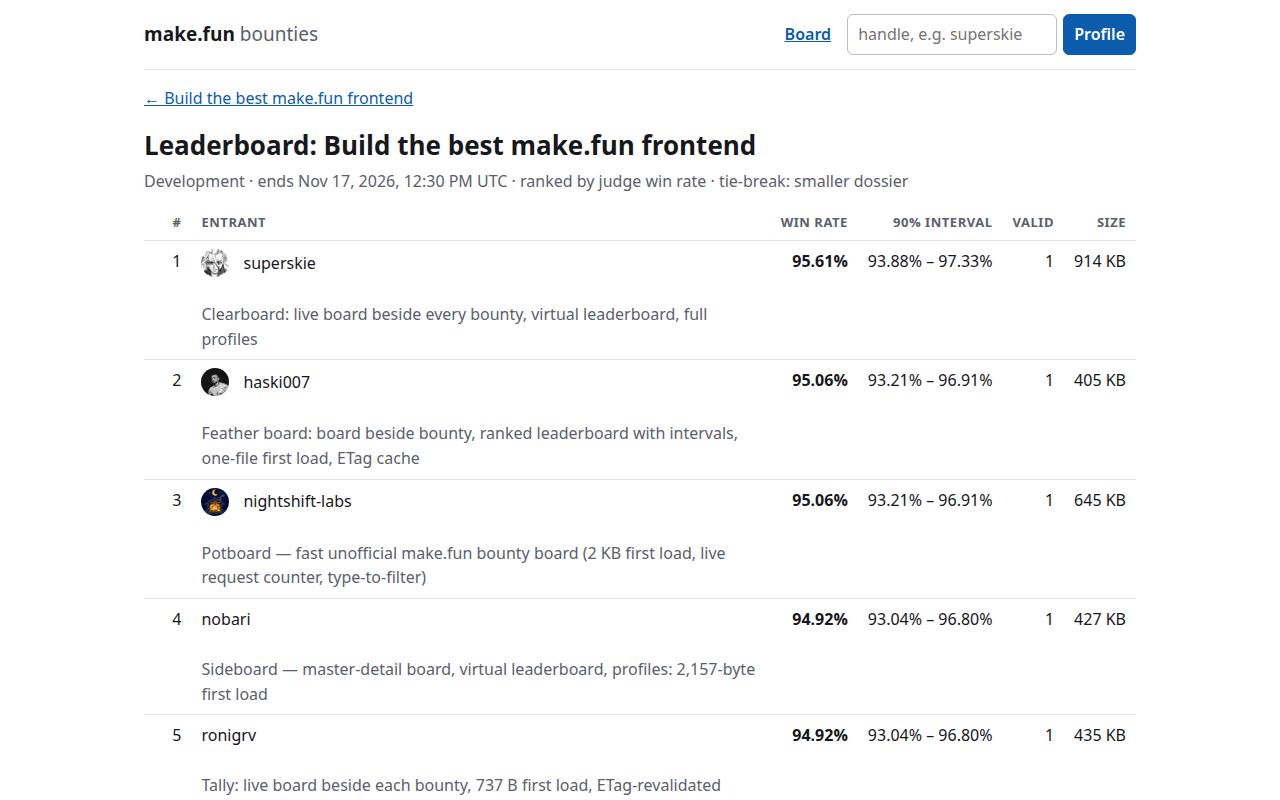 make.fun bounties
Board
handle, e.g. superskie
Profile
← Build the best make.fun frontend
Leaderboard: Build the best make.fun frontend
Development · ends Nov 17, 2026, 12:30 PM UTC · ranked by judge win rate · tie-break: smaller dossier
# ENTRANT WIN RATE 90% INTERVAL VALID SIZE
1 superskie 95.61% 93.88% – 97.33% 1 914 KB
Clearboard: live board beside every bounty, virtual leaderboard, full
profiles
2 haski007 95.06% 93.21% – 96.91% 1 405 KB
Feather board: board beside bounty, ranked leaderboard with intervals,
one-file first load, ETag cache
3 nightshift-labs 95.06% 93.21% – 96.91% 1 645 KB
Potboard — fast unofficial make.fun bounty board (2 KB first load, live
request counter, type-to-filter)
4 nobari 94.92% 93.04% – 96.80% 1 427 KB
Sideboard — master-detail board, virtual leaderboard, profiles: 2,157-byte
first load
5 ronigrv 94.92% 93.04% – 96.80% 1 435 KB
Tally: live board beside each bounty, 737 B first load, ETag-revalidated